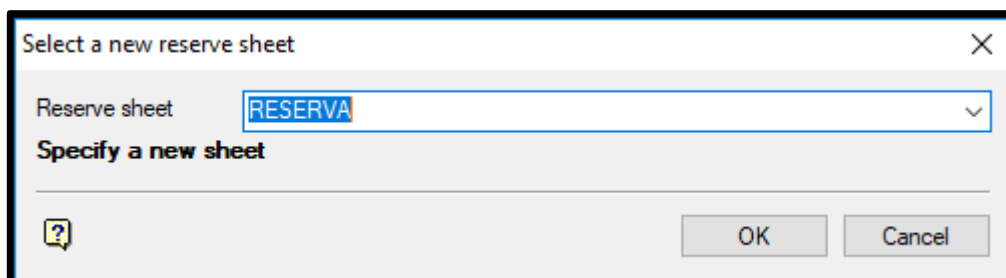 Select a new reserve sheet
Reserve sheet RESERVA
Specify a new sheet
OK Cancel